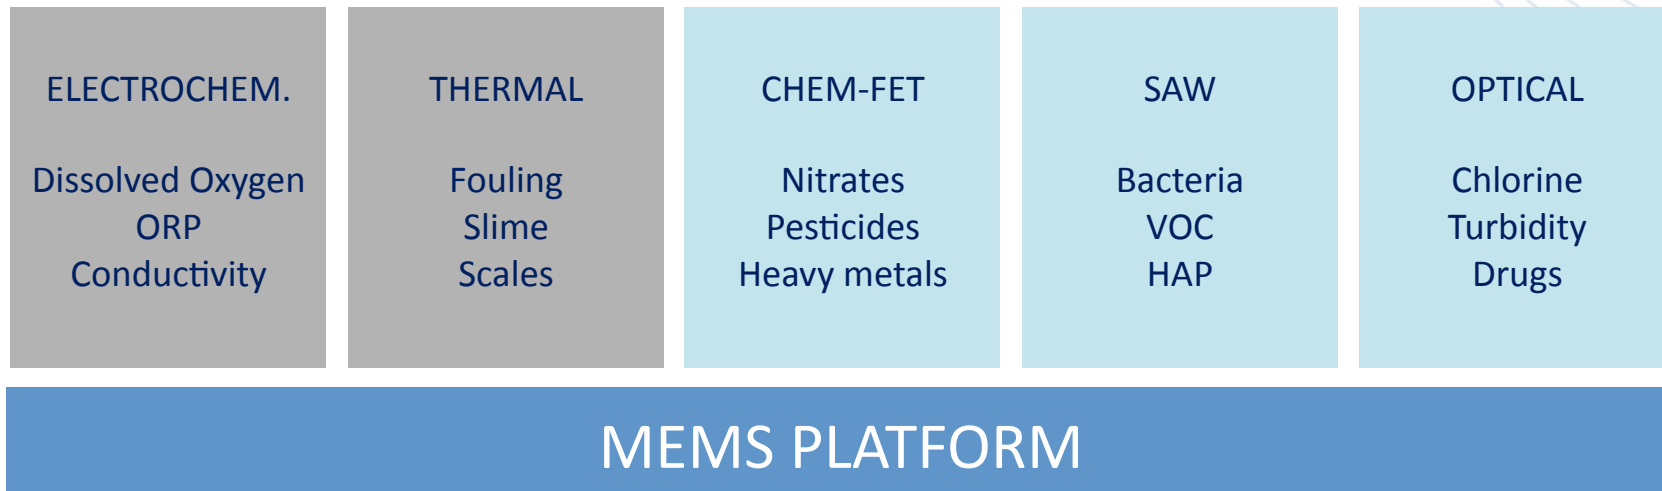 ELECTROCHEM.
Dissolved Oxygen
ORP
Conductivity
THERMAL
Fouling
Slime
Scales
CHEM-FET
Nitrates
Pesticides
Heavy metals
SAW
Bacteria
VOC
HAP
OPTICAL
Chlorine
Turbidity
Drugs
MEMS PLATFORM